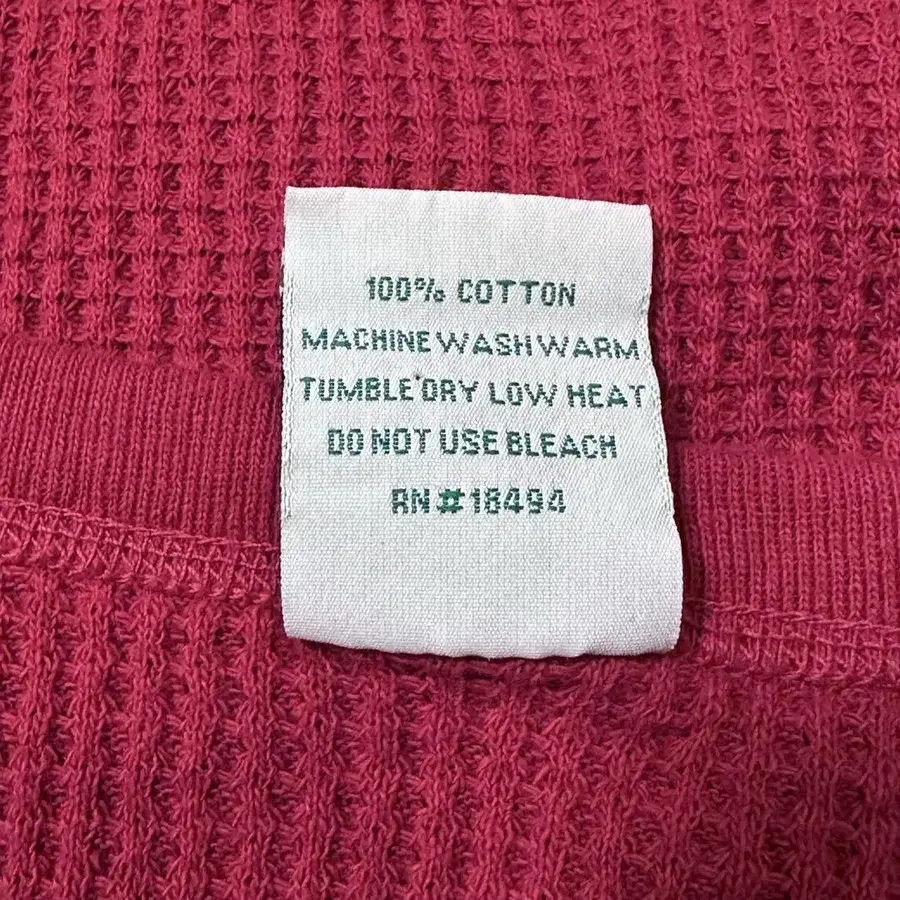 100% COTTON
MACHINE WASH WARM
TUMBLE DRY LOW HEAT
DO NOT USE BLEACH
RN#18494